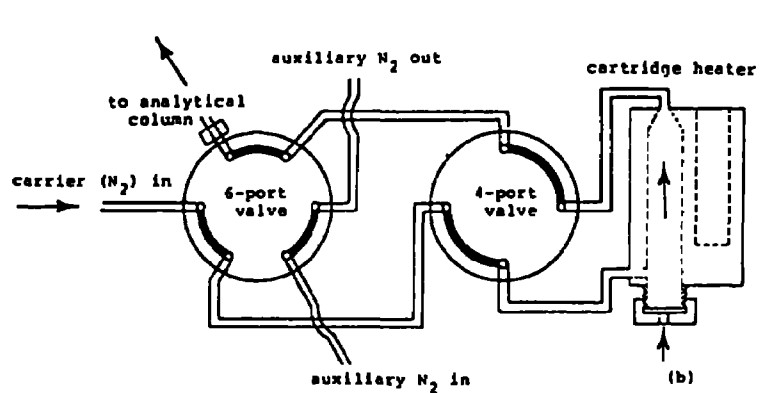 auxiliary N2 out
cartridge heater
to analytical
column
carrier (N2) in
6-port
valve
4-port
valve
auxiliary N2 in
(b)